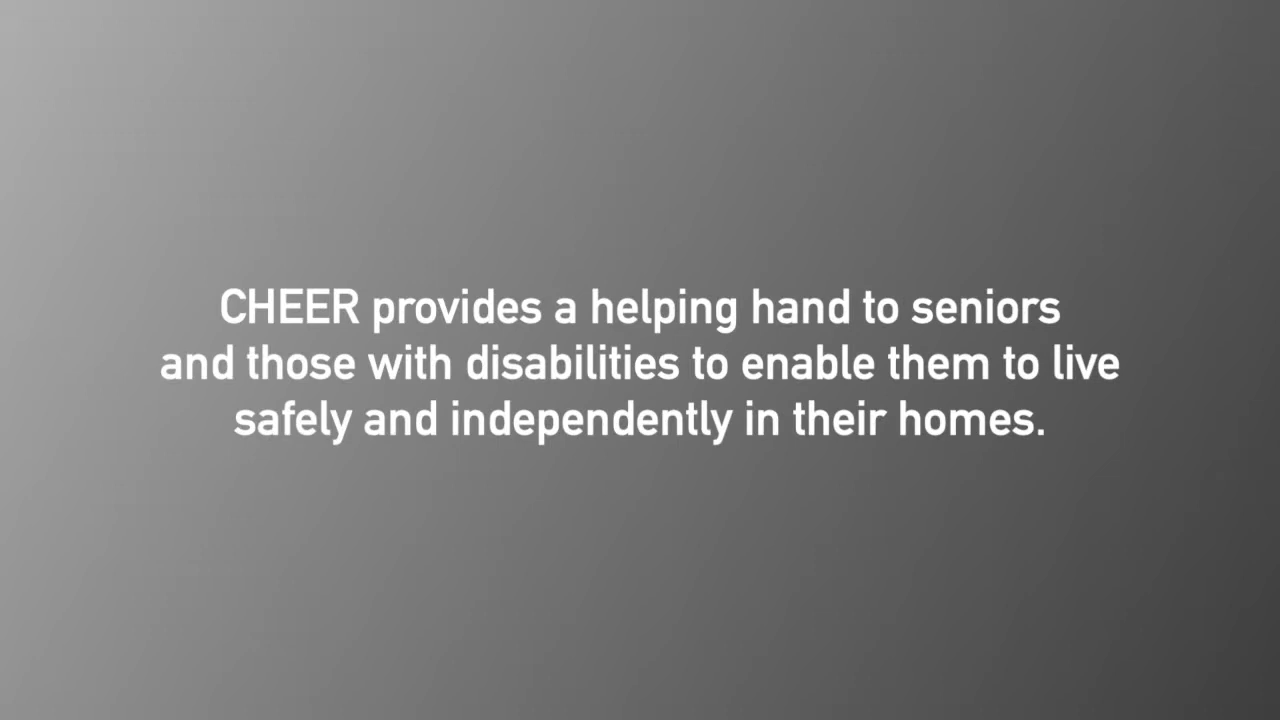 CHEER provides a helping hand to seniors
and those with disabilities to enable them to live
safely and independently in their homes.